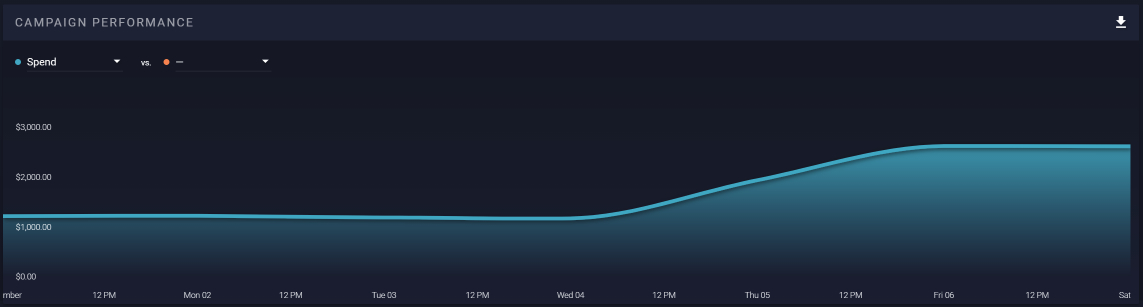 CAMPAIGN PERFORMANCE
Spend vs. —
$3,000.00
$2,000.00
$1,000.00
$0.00
mber 12 PM Mon 02 12 PM Tue 03 12 PM Wed 04 12 PM Thu 05 12 PM Fri 06 12 PM Sat